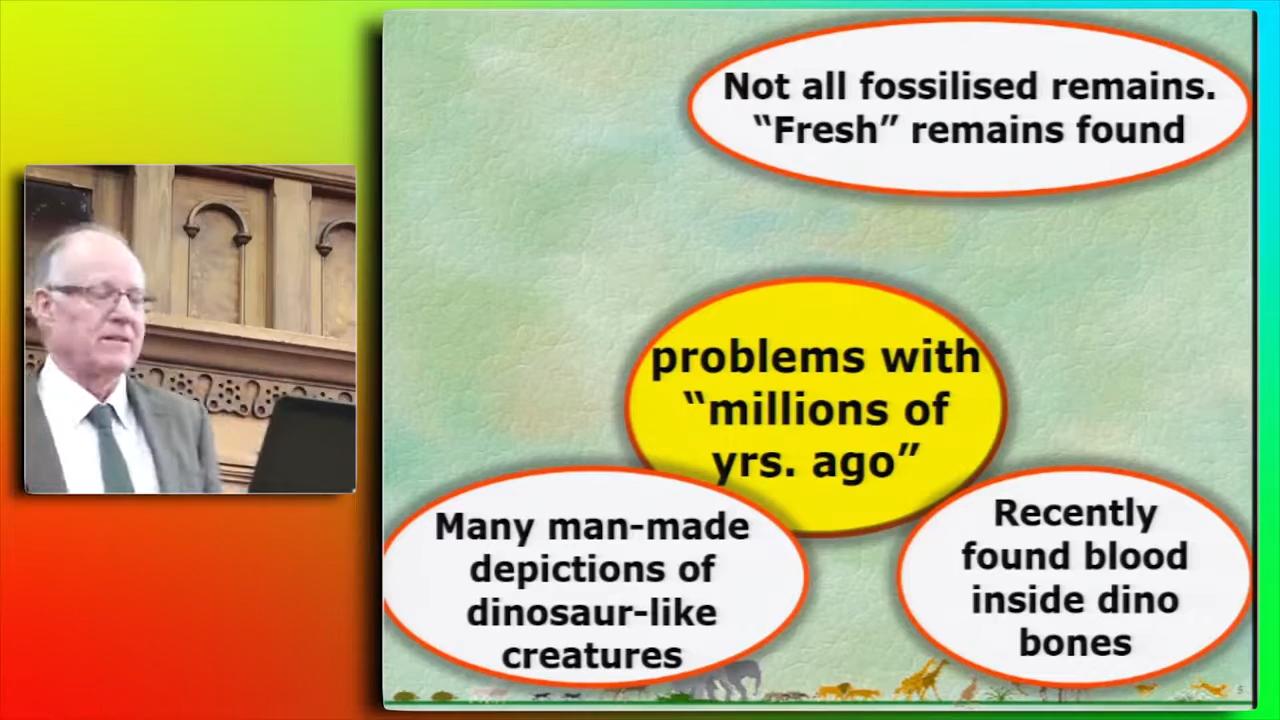 Not all fossilised remains.
“Fresh” remains found
problems with
“millions of
yrs. ago”
Many man-made
depictions of
dinosaur-like
creatures
Recently
found blood
inside dino
bones
5